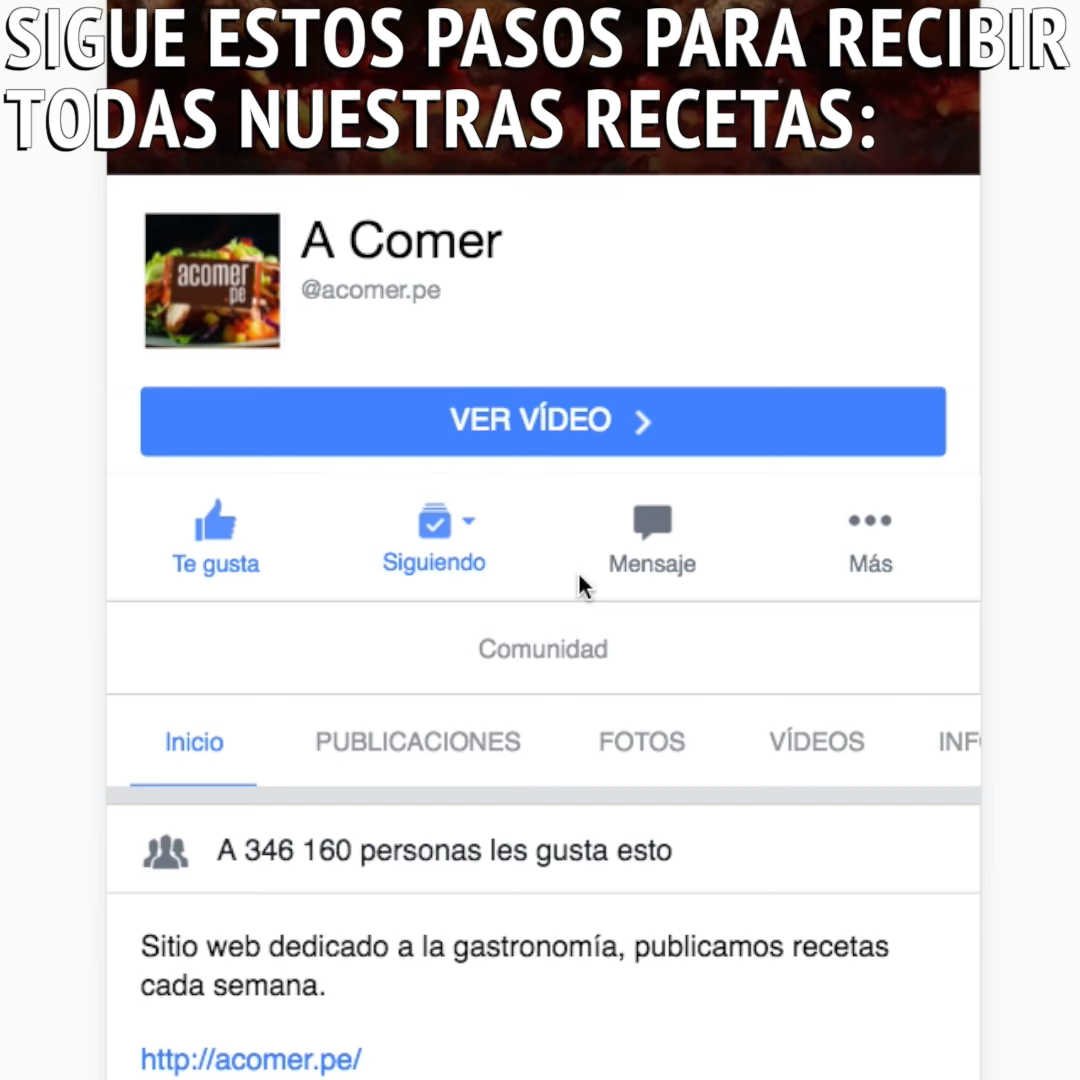 SIGUE ESTOS PASOS PARA RECIBIR
TODAS NUESTRAS RECETAS:
acomer
.pe
A Comer
@acomer.pe
VER VÍDEO
Te gusta
Siguiendo
Mensaje
Más
Comunidad
Inicio
PUBLICACIONES
FOTOS
VÍDEOS
INF
A 346 160 personas les gusta esto
Sitio web dedicado a la gastronomía, publicamos recetas
cada semana.
http://acomer.pe/